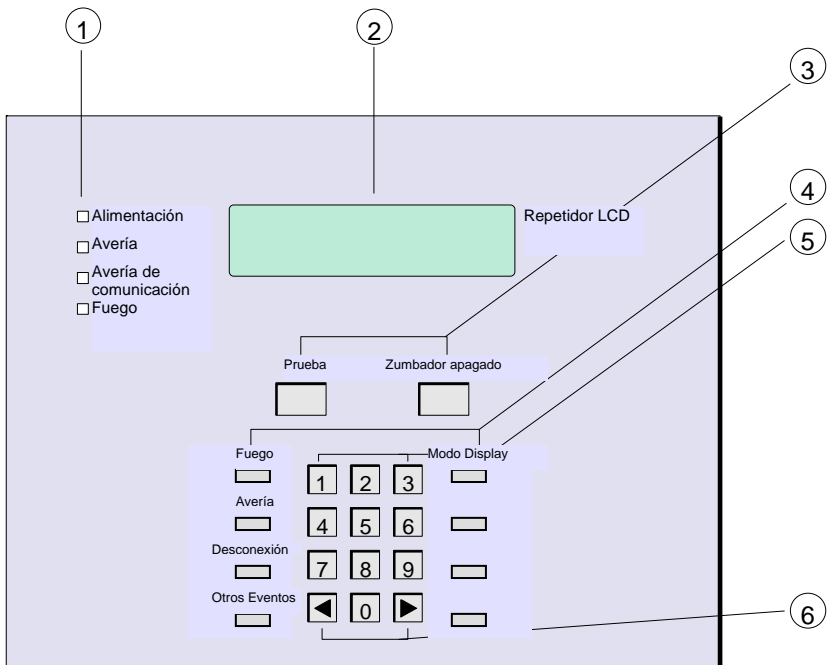 1
2
3
4
5
6
Alimentación
Avería
Avería de
comunicación
Fuego
Repetidor LCD
Prueba
Zumbador apagado
Fuego
Avería
Desconexión
Otros Eventos
Modo Display
1 2 3
4 5 6
7 8 9
0